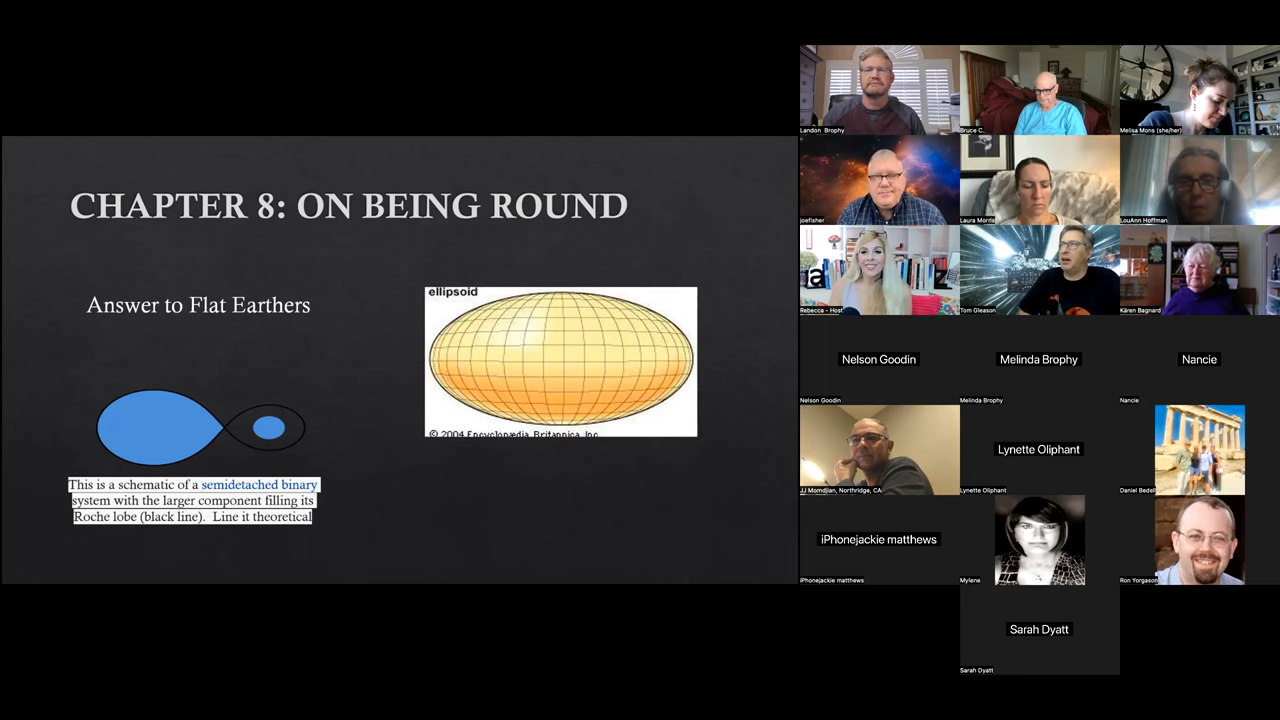 CHAPTER 8: ON BEING ROUND
Answer to Flat Earthers
ellipsoid
© 2004 Encyclopædia Britannica, Inc.
This is a schematic of a semidetached binary
system with the larger component filling its
Roche lobe (black line).  Line it theoretical
Landon Brophy
Bruce C.
Melisa Mons (she/her)
joefisher
Laura Morris
LouAnn Hoffman
a
Rebecca - Host
Tom Gleason
Kären Bagnard
Nelson Goodin
Nelson Goodin
Melinda Brophy
Melinda Brophy
Nancie
Nancie
JJ Momdjian, Northridge, CA
Lynette Oliphant
Lynette Oliphant
Daniel Bedell
iPhonejackie matthews
iPhonejackie matthews
Mylene
Ron Yorgason
Sarah Dyatt
Sarah Dyatt